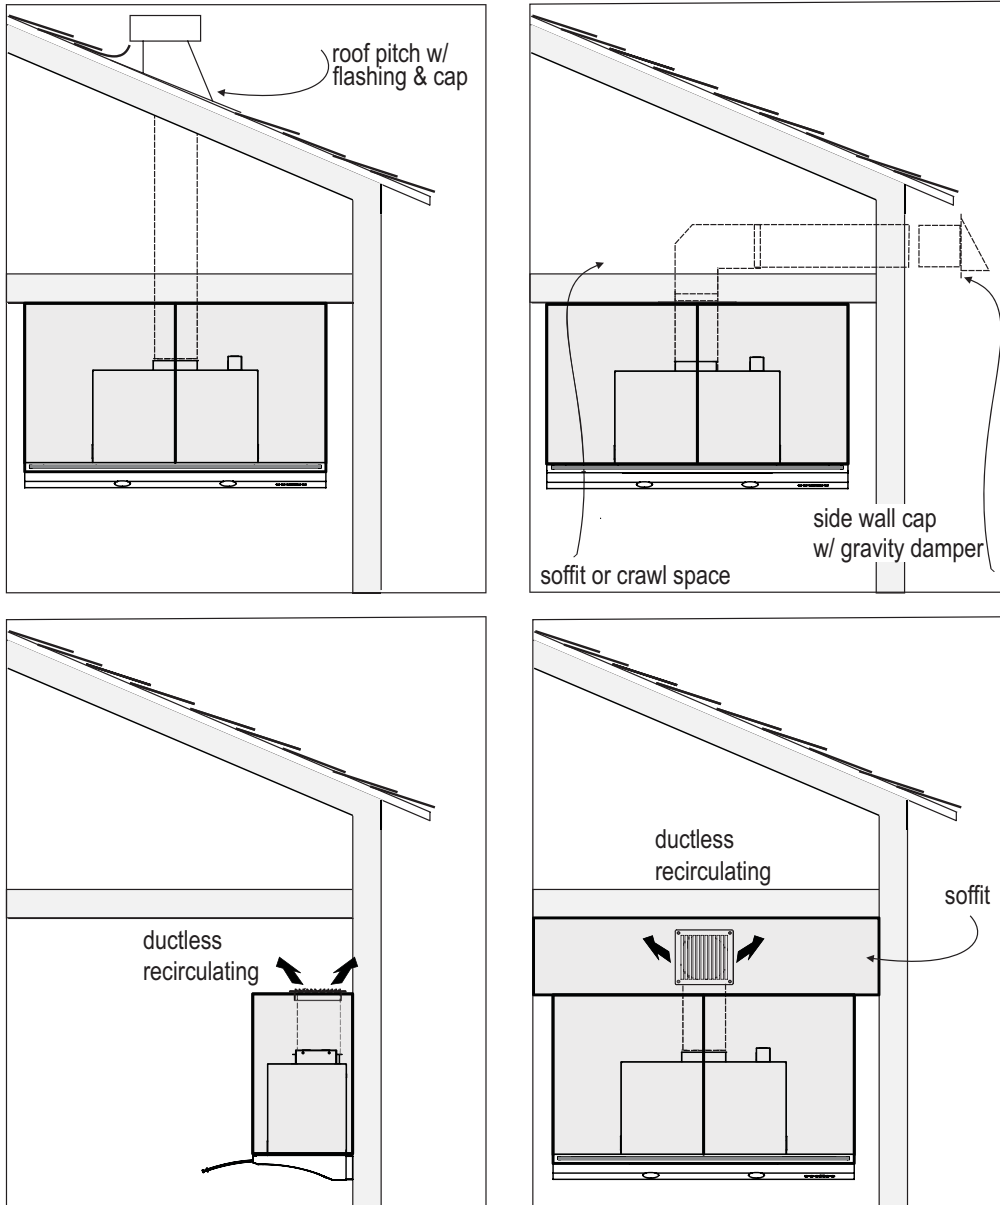 roof pitch w/
flashing & cap
side wall cap
w/ gravity damper
soffit or crawl space
ductless
recirculating
ductless
recirculating
soffit